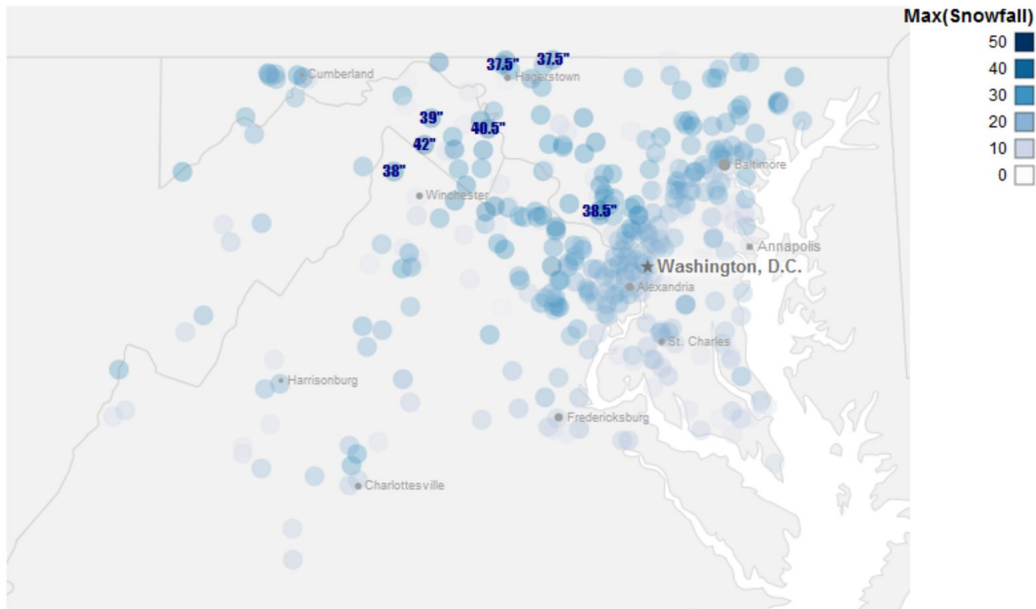 Max(Snowfall)
50
40
30
20
10
0
37.5"
37.5"
Cumberland
Hagerstown
39"
40.5"
42"
38"
Baltimore
Winchester
38.5"
Annapolis
Washington, D.C.
Alexandria
St. Charles
Harrisonburg
Fredericksburg
Charlottesville